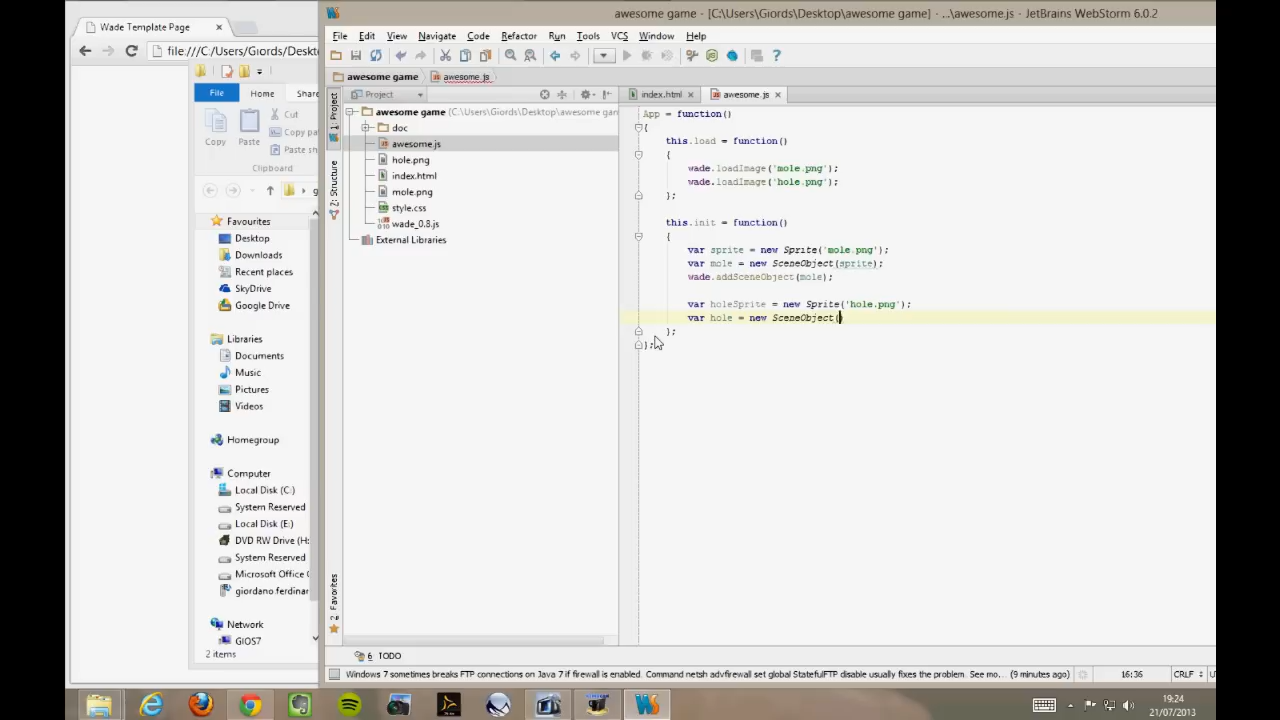 Wade Template Page
file:///C:/Users/Giords/Deskto
File
Home
Share
Copy
Paste
Cut
Copy pa
Paste sh
Clipboard
Favourites
Desktop
Downloads
Recent places
SkyDrive
Google Drive
Libraries
Documents
Music
Pictures
Videos
Homegroup
Computer
Local Disk (C:)
System Reserved
Local Disk (E:)
DVD RW Drive (H:
System Reserved
Microsoft Office (
giordano.ferdinan
Network
GIOS7
2 items
awesome game - [C:\Users\Giords\Desktop\awesome game] - ...\awesome.js - JetBrains WebStorm 6.0.2
File Edit View Navigate Code Refactor Run Tools VCS Window Help
awesome game awesome.js
1: Project
Z: Structure
2: Favorites
Project
awesome game (C:\Users\Giords\Desktop\awesome gam
doc
awesome.js
hole.png
index.html
mole.png
style.css
wade_0.8.js
External Libraries
index.html awesome.js
App = function()
{
this.load = function()
{
wade.loadImage('mole.png');
wade.loadImage('hole.png');
};
this.init = function()
{
var sprite = new Sprite('mole.png');
var mole = new SceneObject(sprite);
wade.addSceneObject(mole);
var holeSprite = new Sprite('hole.png');
var hole = new SceneObject()
};
};
6 TODO
Windows 7 sometimes breaks FTP connections on Java 7 if firewall is enabled. Command netsh advfirewall set global StatefulFTP disable usually fixes the problem. See mo... (9 minutes ago)
16:36 CRLF U
19:24
21/07/2013